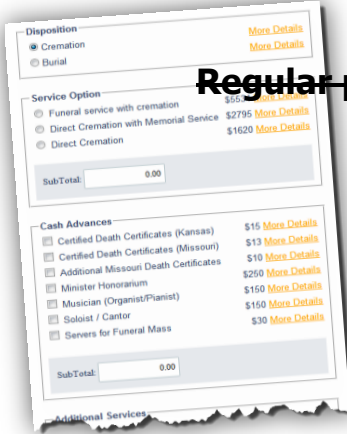 Disposition
Cremation More Details
Burial More Details
Regular
Service Option
Funeral service with cremation More Details
Direct Cremation with Memorial Service $2795 More Details
Direct Cremation $1620 More Details
SubTotal: 0.00
Cash Advances
Certified Death Certificates (Kansas) $15 More Details
Certified Death Certificates (Missouri) $13 More Details
Additional Missouri Death Certificates $10 More Details
Minister Honorarium $250 More Details
Musician (Organist/Pianist) $150 More Details
Soloist / Cantor $150 More Details
Servers for Funeral Mass $30 More Details
SubTotal: 0.00
Additional Services